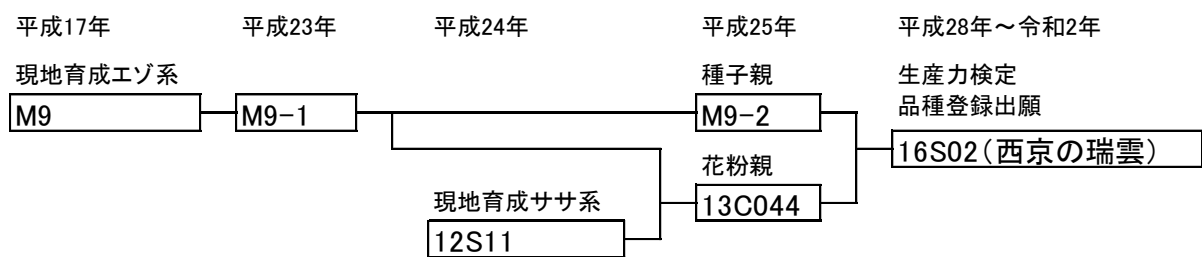 平成17年 平成23年 平成24年 平成25年 平成28年～令和2年
現地育成エゾ系 種子親 生産力検定
品種登録出願
M9 M9-1 M9-2
16S02(西京の瑞雲)
花粉親
13C044
現地育成ササ系
12S11